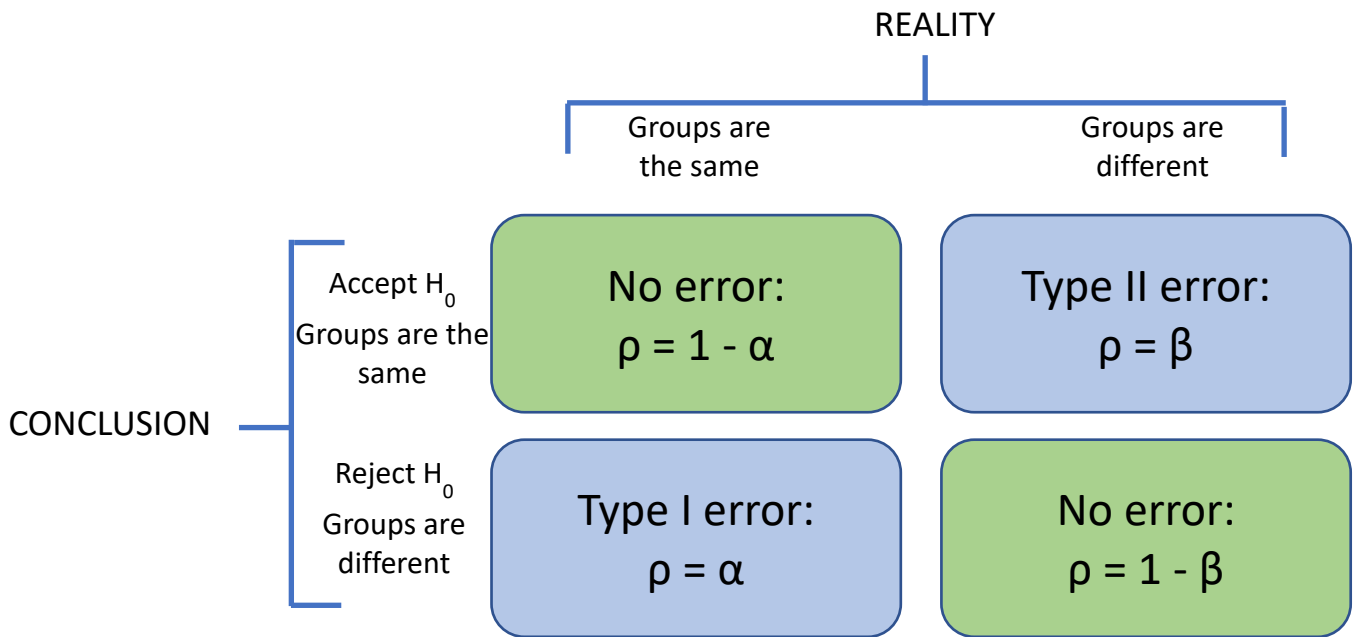 REALITY
Groups are
the same
Groups are
different
Accept H₀
Groups are the
same
No error:
ρ = 1 - α
Type II error:
ρ = β
CONCLUSION
Reject H₀
Groups are
different
Type I error:
ρ = α
No error:
ρ = 1 - β